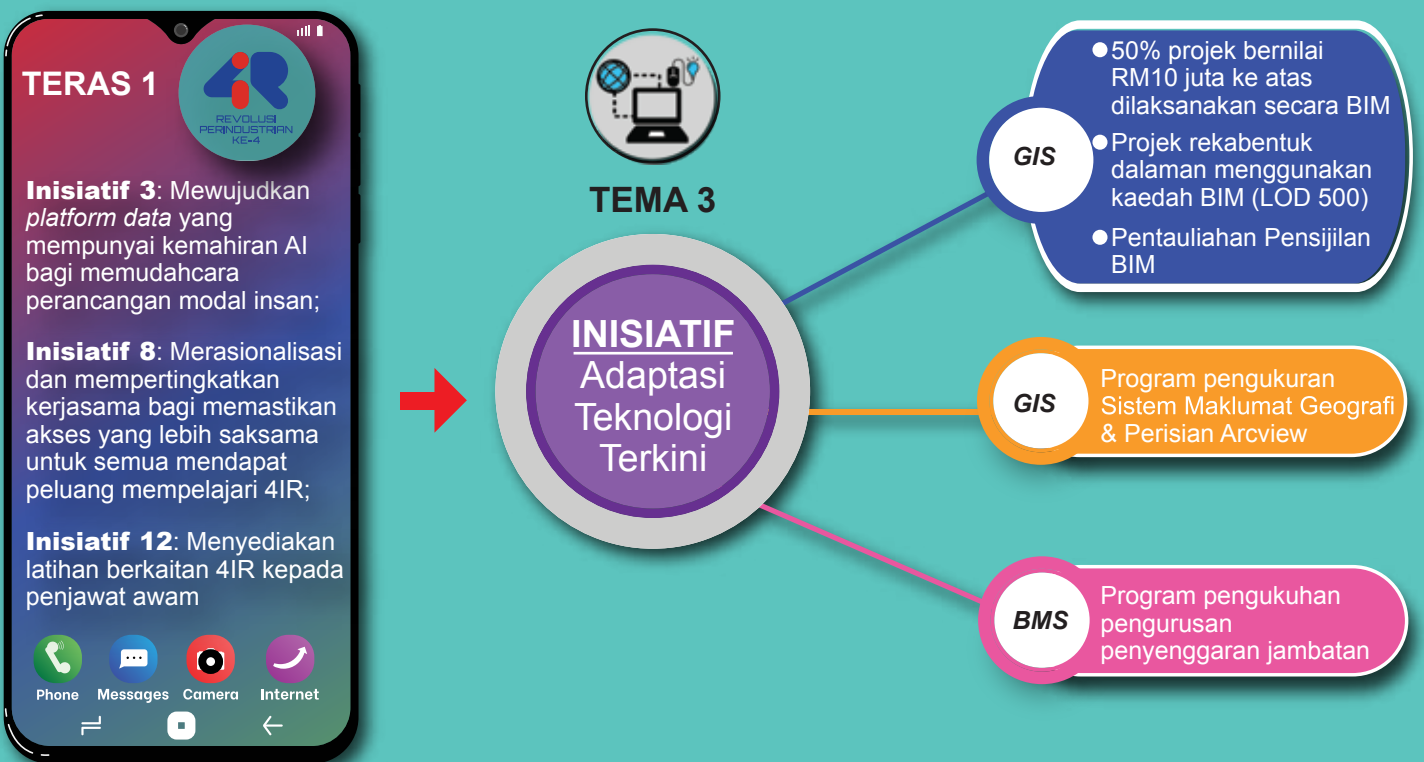 TERAS 1
4IR
REVOLUSI
PERINDUSTRIAN
KE-4
Inisiatif 3: Mewujudkan
platform data yang
mempunyai kemahiran AI
bagi memudahcara
perancangan modal insan;
Inisiatif 8: Merasionalisasi
dan mempertingkatkan
kerjasama bagi memastikan
akses yang lebih saksama
untuk semua mendapat
peluang mempelajari 4IR;
Inisiatif 12: Menyediakan
latihan berkaitan 4IR kepada
penjawat awam
Phone Messages Camera Internet
TEMA 3
INISIATIF
Adaptasi
Teknologi
Terkini
GIS
●50% projek bernilai
RM10 juta ke atas
dilaksanakan secara BIM
●Projek rekabentuk
dalaman menggunakan
kaedah BIM (LOD 500)
●Pentauliahan Pensijilan
BIM
GIS
Program pengukuran
Sistem Maklumat Geografi
& Perisian Arcview
BMS
Program pengukuhan
pengurusan
penyenggaran jambatan